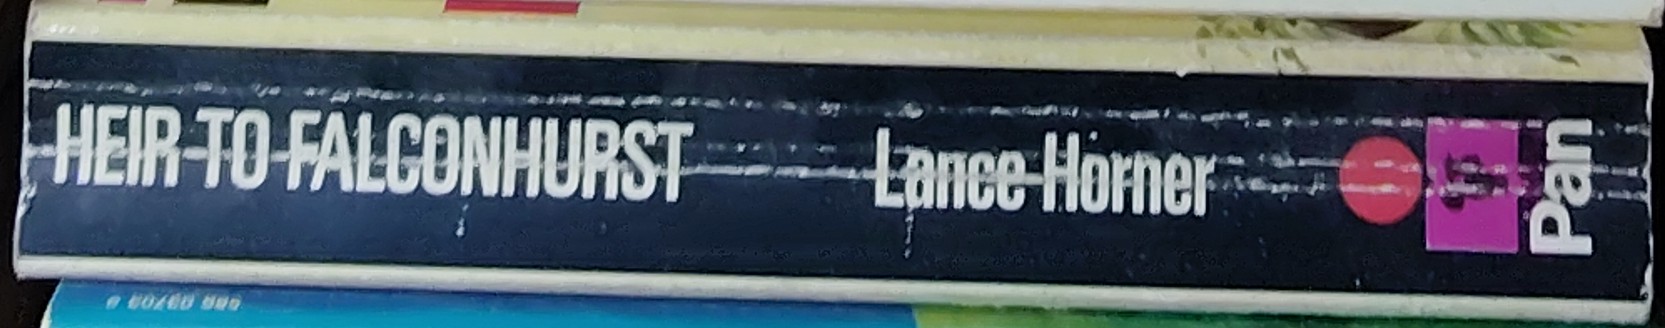 HEIR TO FALCONHURST
Lance Horner
Pan